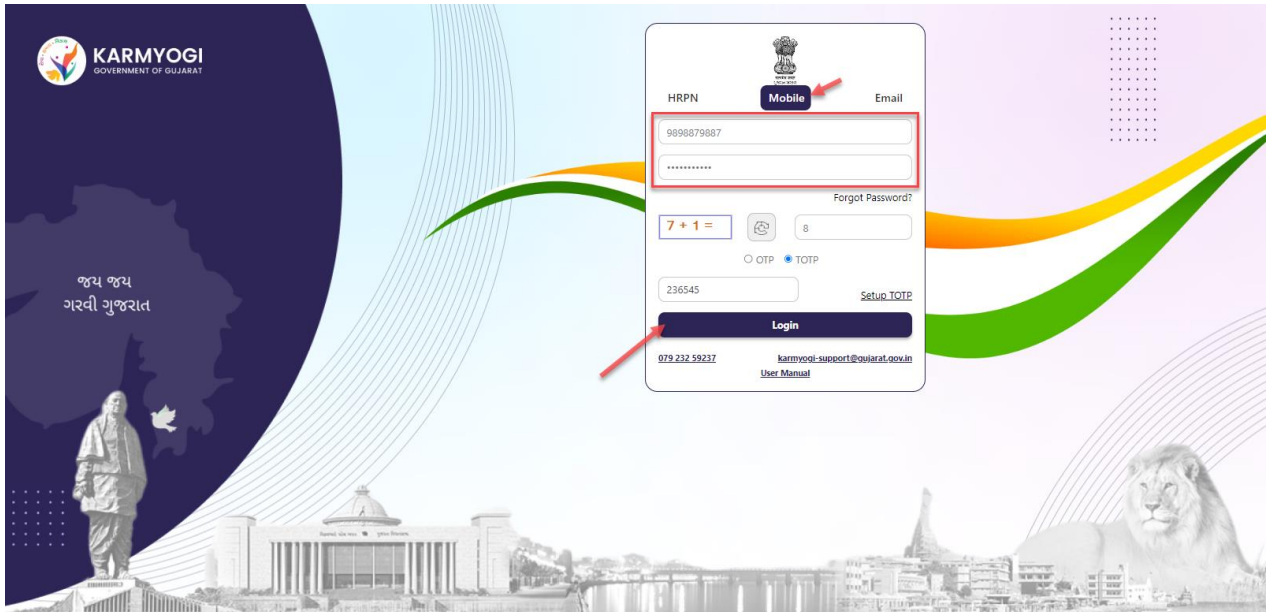 KARMYOGI
GOVERNMENT OF GUJARAT
જય જય
ગરવી ગુજરાત
HRPN Mobile Email
9898879887
•••••••••••
Forgot Password?
7 + 1 = 8
OTP TOTP
236545 Setup TOTP
Login
079 232 59237 karmyogi-support@gujarat.gov.in
User Manual